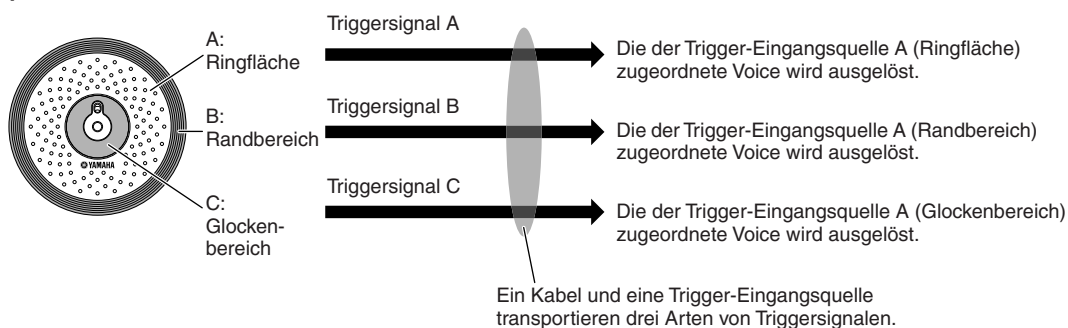 A:
Ringfläche
B:
Randbereich
C:
Glocken-
bereich
YAMAHA
Triggersignal A
Die der Trigger-Eingangsquelle A (Ringfläche)
zugeordnete Voice wird ausgelöst.
Triggersignal B
Die der Trigger-Eingangsquelle A (Randbereich)
zugeordnete Voice wird ausgelöst.
Triggersignal C
Die der Trigger-Eingangsquelle A (Glockenbereich)
zugeordnete Voice wird ausgelöst.
Ein Kabel und eine Trigger-Eingangsquelle
transportieren drei Arten von Triggersignalen.